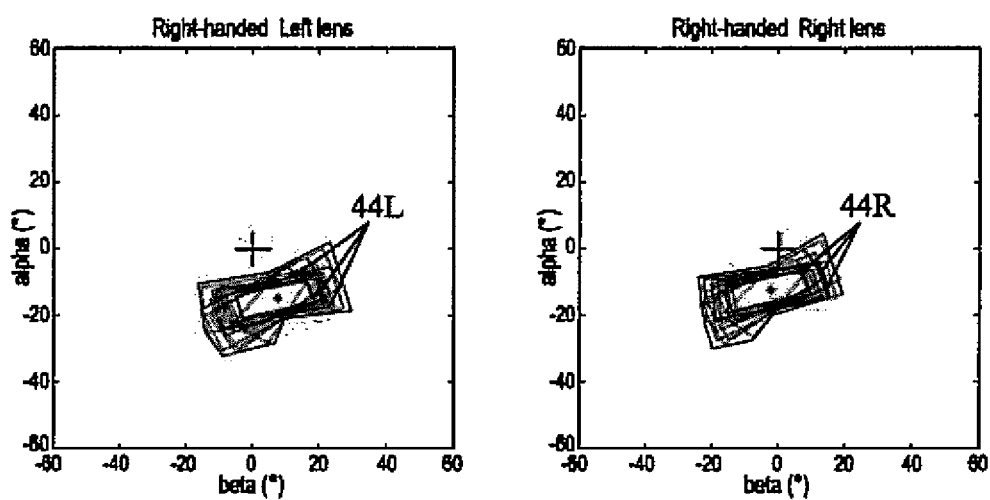 Right-handed Left lens
60
40
20
0
-20
-40
-60
-60 -40 -20 0 20 40 60
alpha (°)
beta (°)
44L
Right-handed Right lens
60
40
20
0
-20
-40
-60
-60 -40 -20 0 20 40 60
alpha (°)
beta (°)
44R